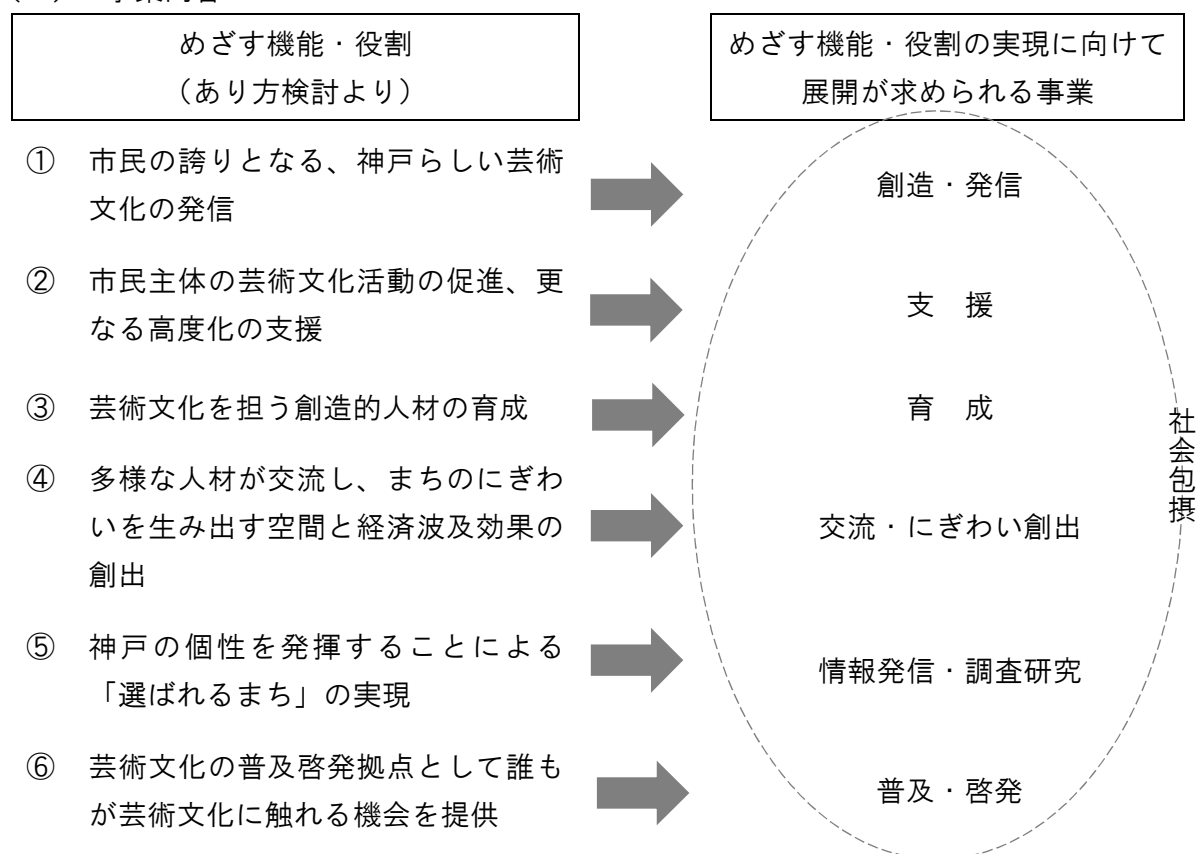 めざす機能・役割
（あり方検討より）
めざす機能・役割の実現に向けて
展開が求められる事業
① 市民の誇りとなる、神戸らしい芸術
文化の発信
創造・発信
② 市民主体の芸術文化活動の促進、更
なる高度化の支援
支　援
③ 芸術文化を担う創造的人材の育成
育　成
④ 多様な人材が交流し、まちのにぎわ
いを生み出す空間と経済波及効果の
創出
交流・にぎわい創出
⑤ 神戸の個性を発揮することによる
「選ばれるまち」の実現
情報発信・調査研究
⑥ 芸術文化の普及啓発拠点として誰も
が芸術文化に触れる機会を提供
普及・啓発
社会包摂